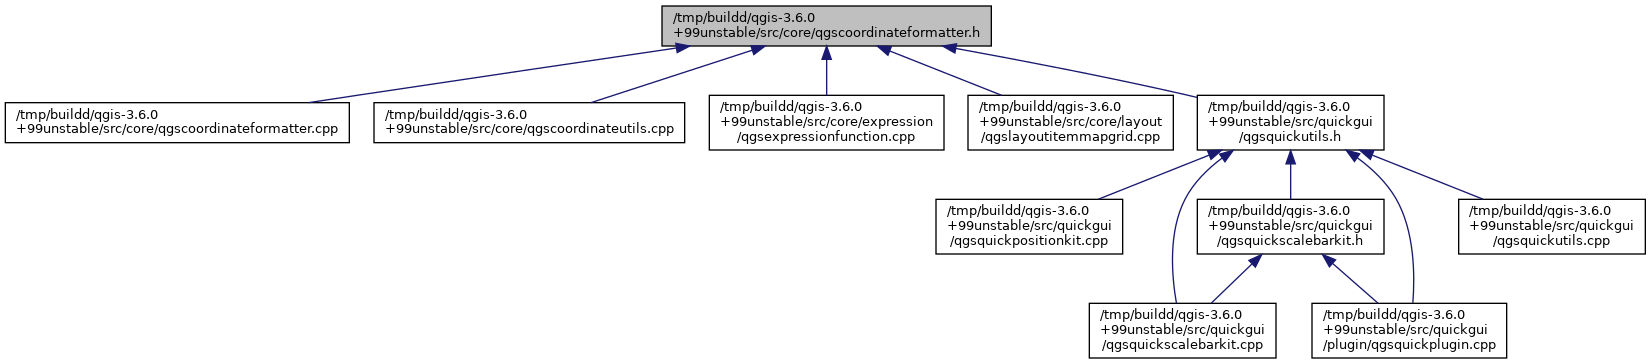 /tmp/buildd/qgis-3.6.0
+99unstable/src/core/qgscoordinateformatter.h
/tmp/buildd/qgis-3.6.0
+99unstable/src/core/qgscoordinateformatter.cpp
/tmp/buildd/qgis-3.6.0
+99unstable/src/core/qgscoordinateutils.cpp
/tmp/buildd/qgis-3.6.0
+99unstable/src/core/expression
/qgsexpressionfunction.cpp
/tmp/buildd/qgis-3.6.0
+99unstable/src/core/layout
/qgslayoutitemmapgrid.cpp
/tmp/buildd/qgis-3.6.0
+99unstable/src/quickgui
/qgsquickutils.h
/tmp/buildd/qgis-3.6.0
+99unstable/src/quickgui
/qgsquickpositionkit.cpp
/tmp/buildd/qgis-3.6.0
+99unstable/src/quickgui
/qgsquickscalebarkit.h
/tmp/buildd/qgis-3.6.0
+99unstable/src/quickgui
/qgsquickutils.cpp
/tmp/buildd/qgis-3.6.0
+99unstable/src/quickgui
/qgsquickscalebarkit.cpp
/tmp/buildd/qgis-3.6.0
+99unstable/src/quickgui
/plugin/qgsquickplugin.cpp